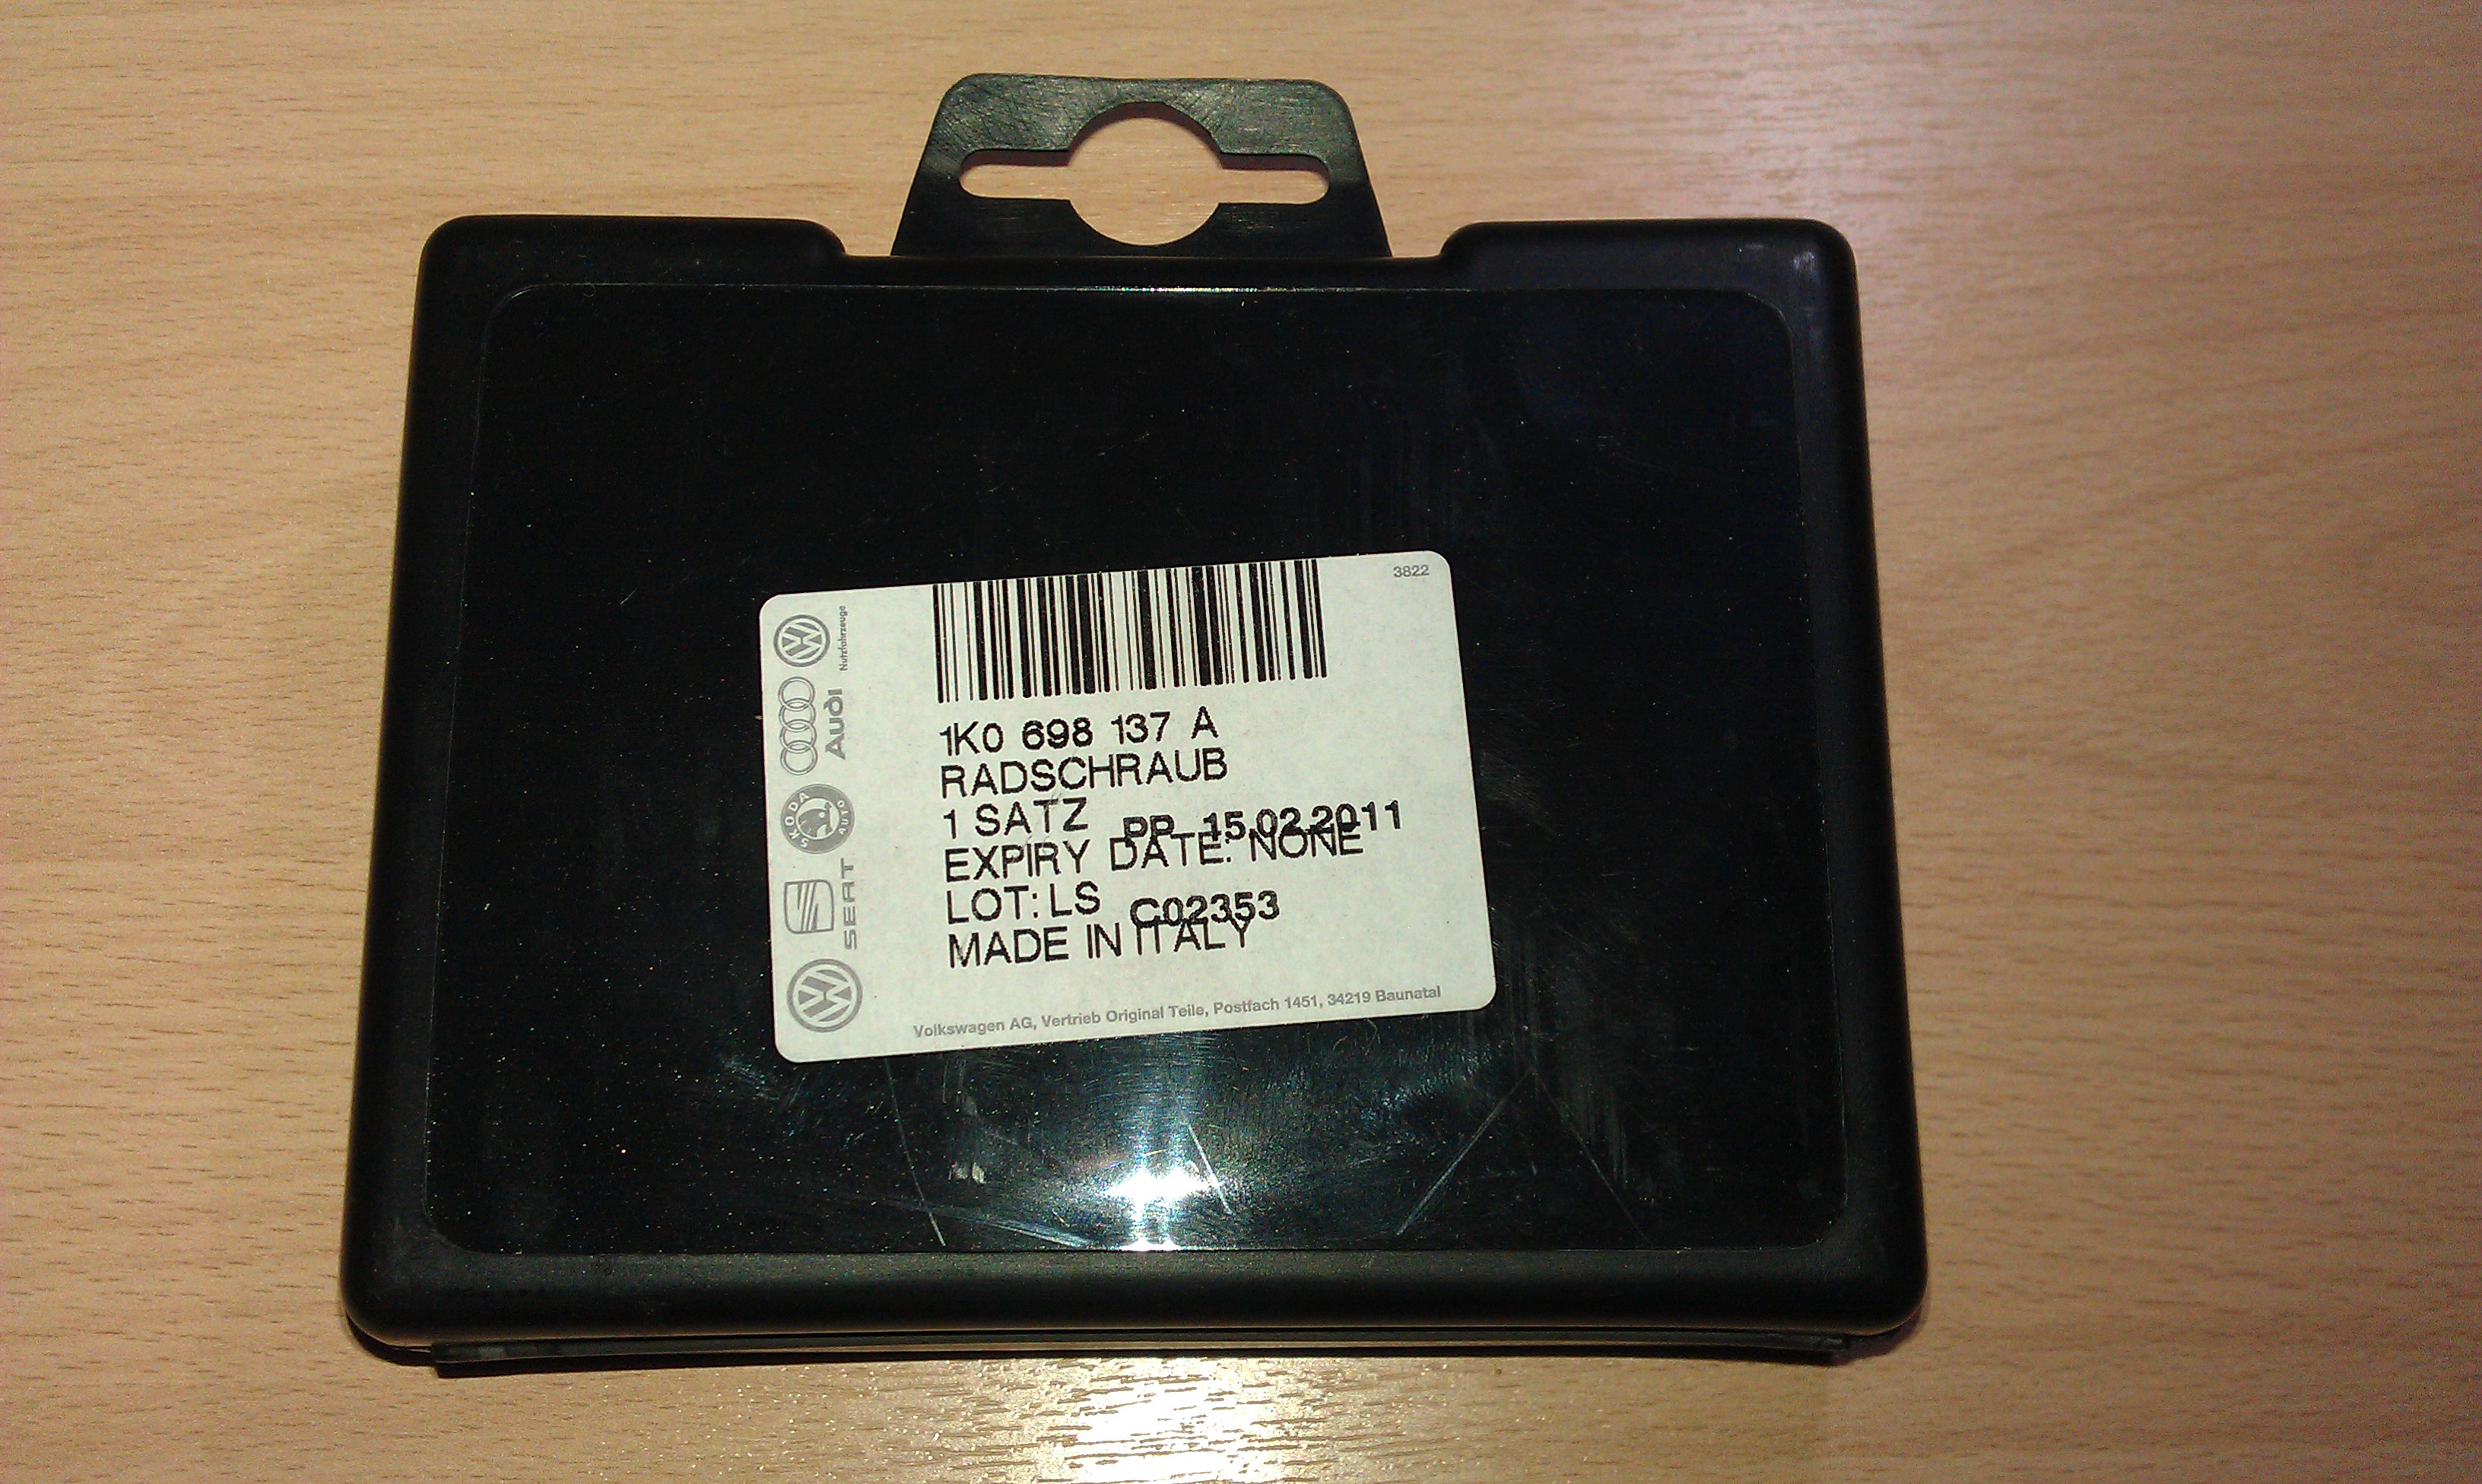 3822
1K0 698 137 A
RADSCHRAUB
1 SATZ PP 15.02.2011
EXPIRY DATE: NONE
LOT: LS C02353
MADE IN ITALY
Volkswagen AG, Vertrieb Original Teile, Postfach 1451, 34219 Baunatal
Nutzfahrzeuge
Audi
SKODA AUTO
SEAT